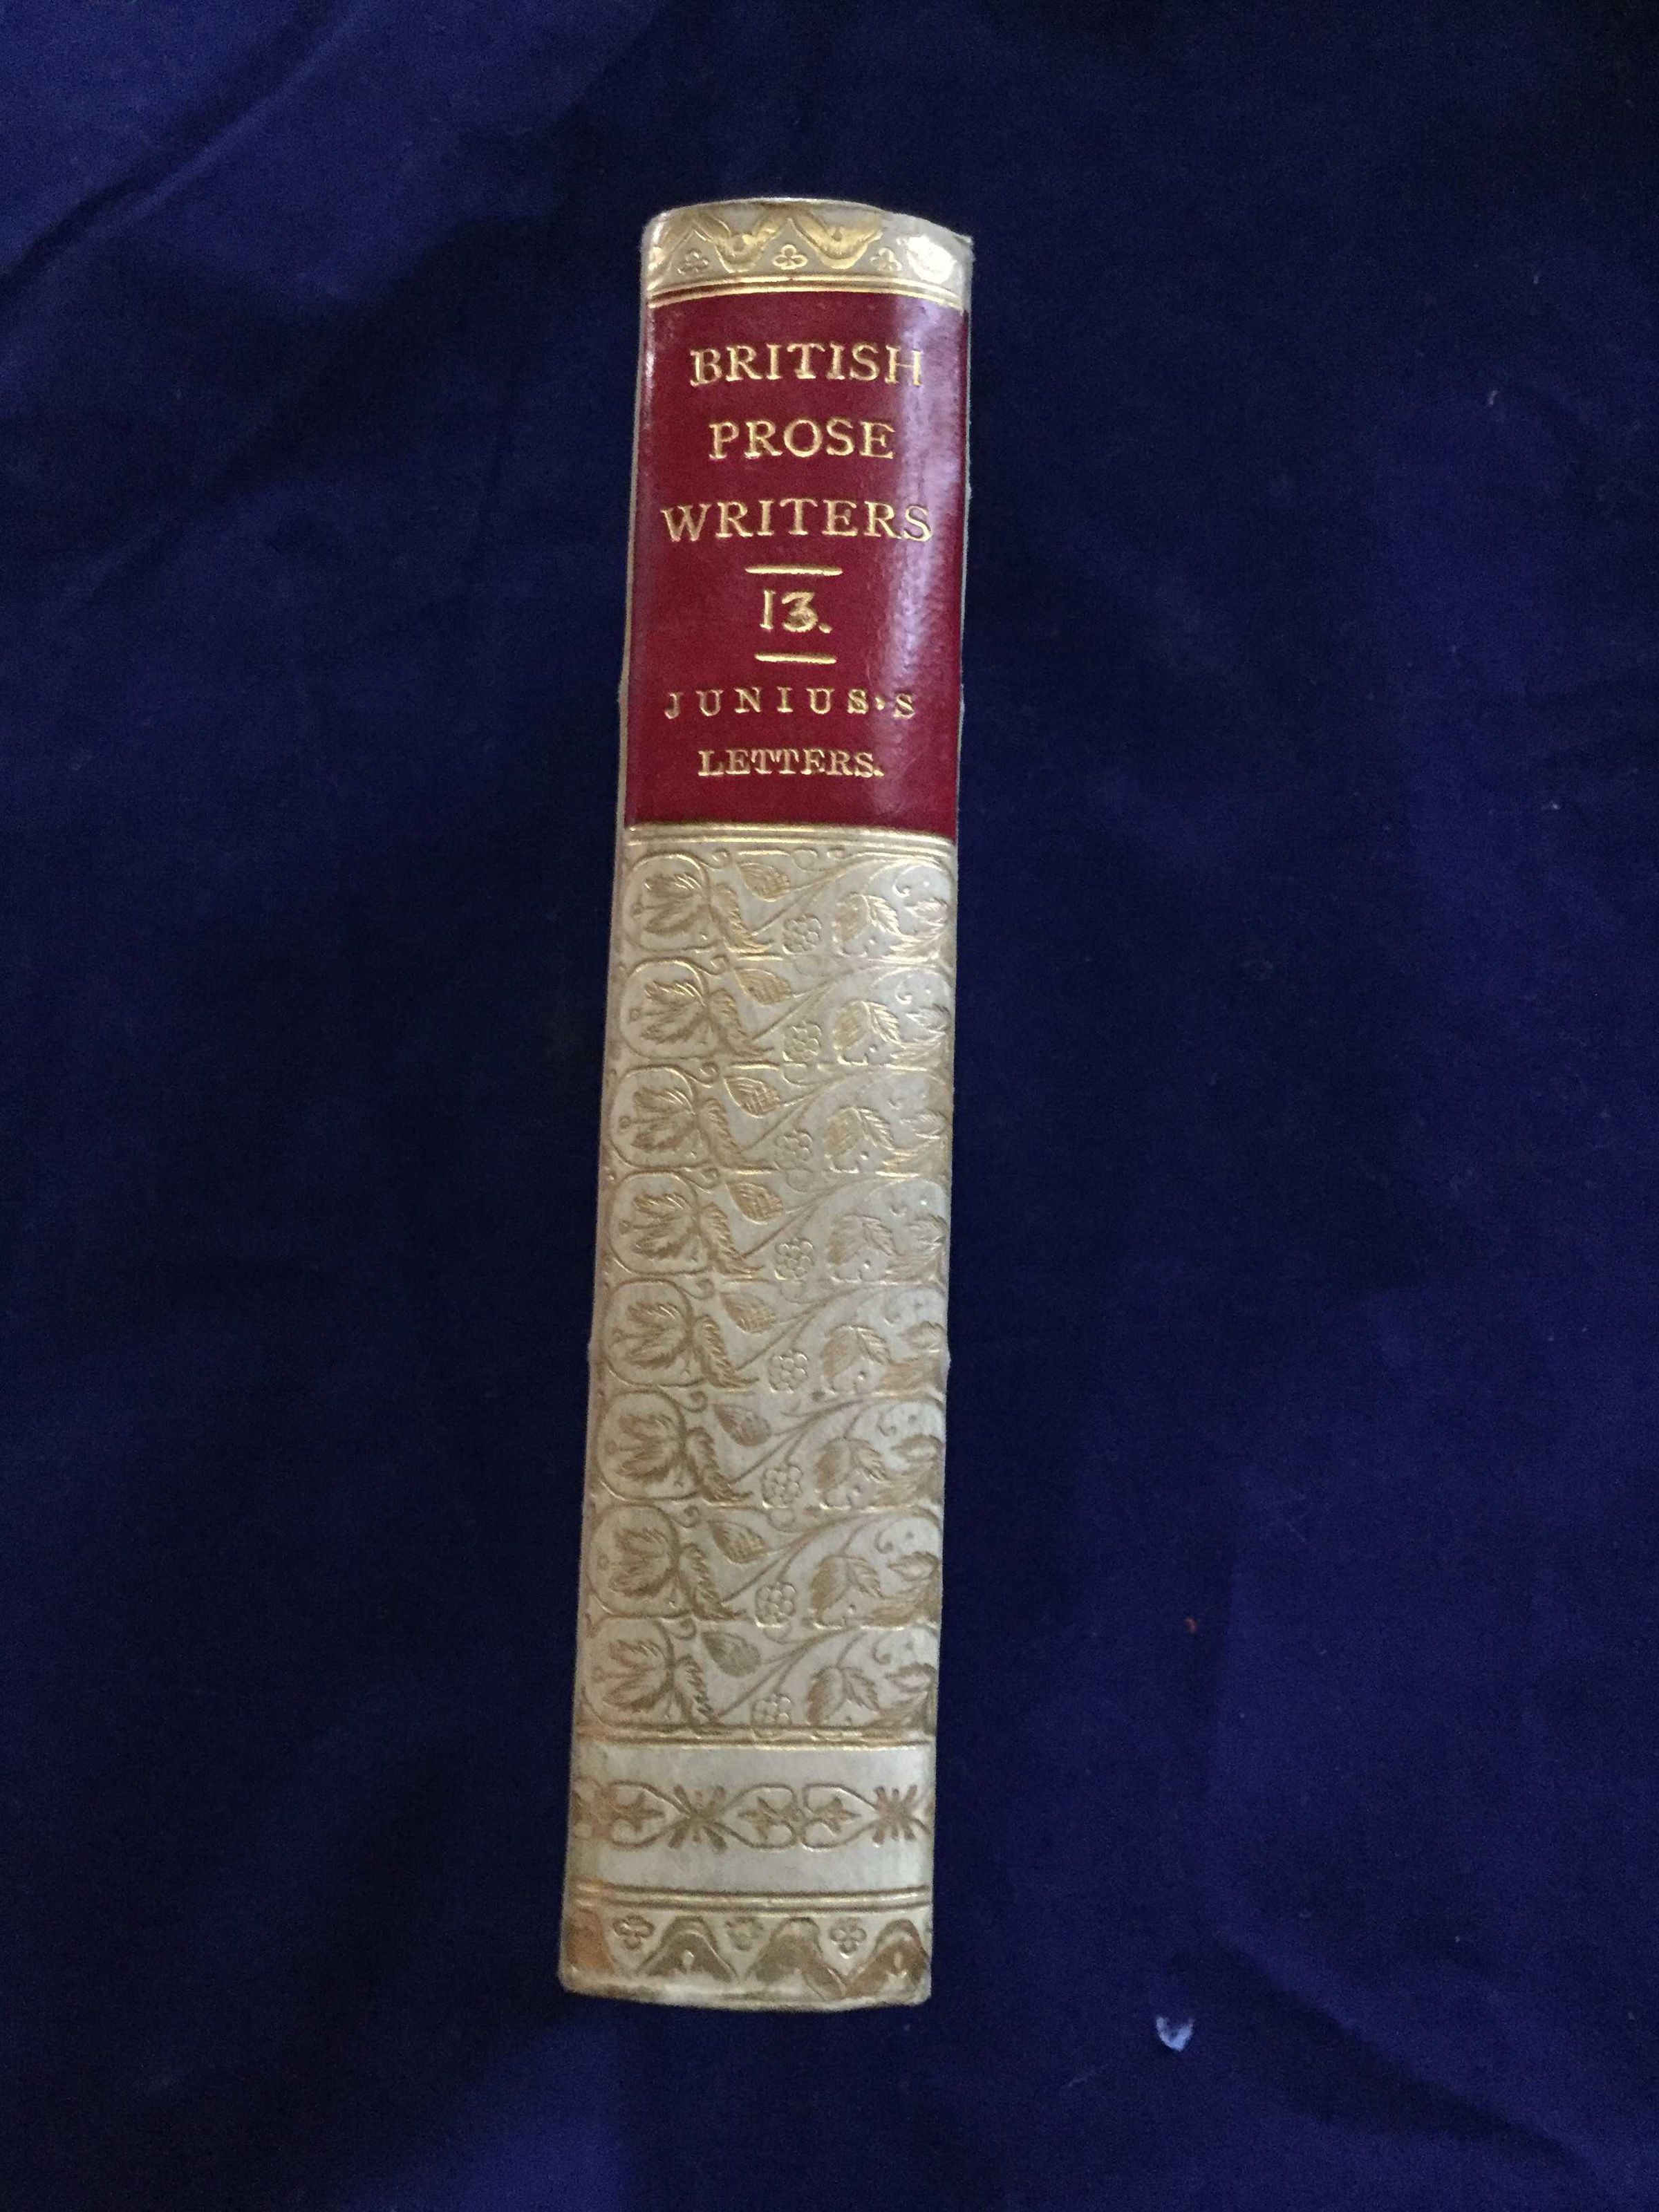 BRITISH
PROSE
WRITERS
13.
JUNIUS'S
LETTERS.